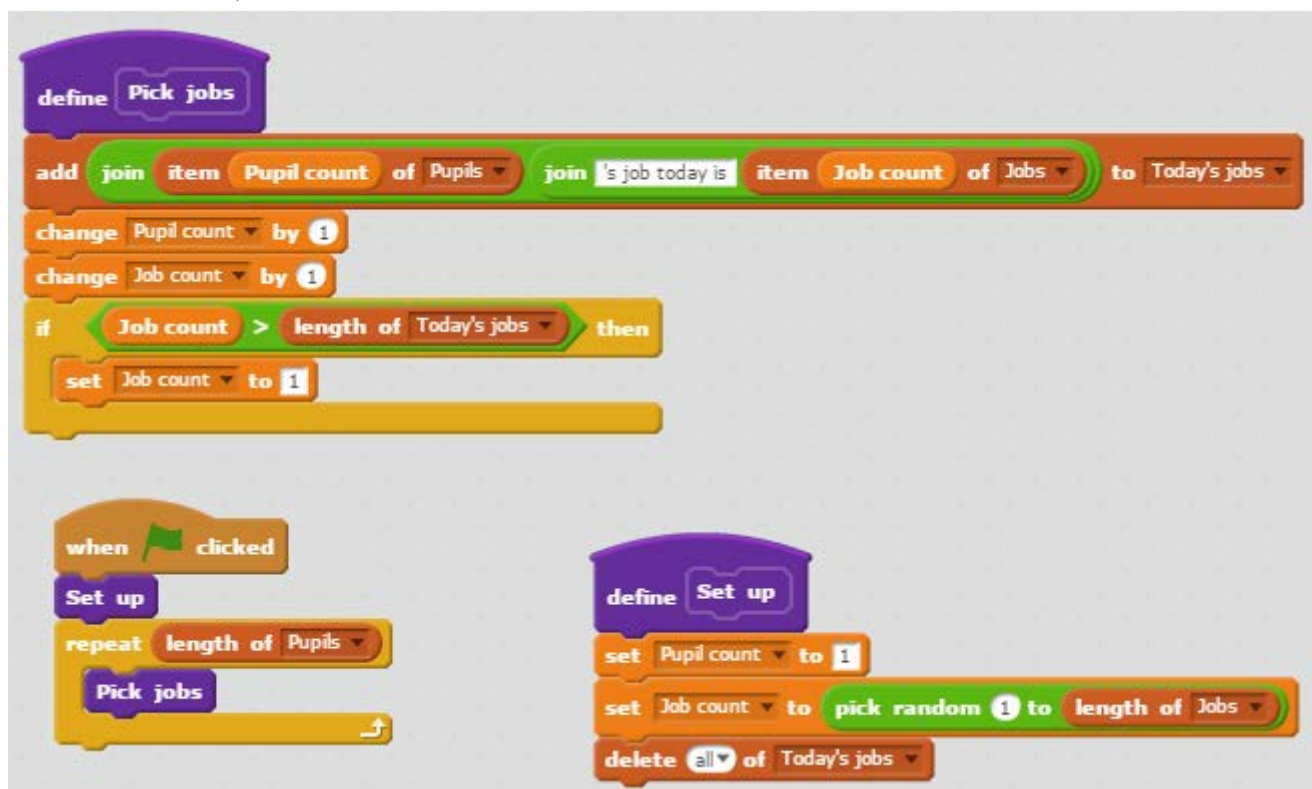 define Pick jobs
add join item Pupil count of Pupils join 's job today is item Job count of Jobs to Today's jobs
change Pupil count by 1
change Job count by 1
if Job count > length of Today's jobs then
set Job count to 1
when clicked
Set up
repeat length of Pupils
Pick jobs
define Set up
set Pupil count to 1
set Job count to pick random 1 to length of Jobs
delete all of Today's jobs